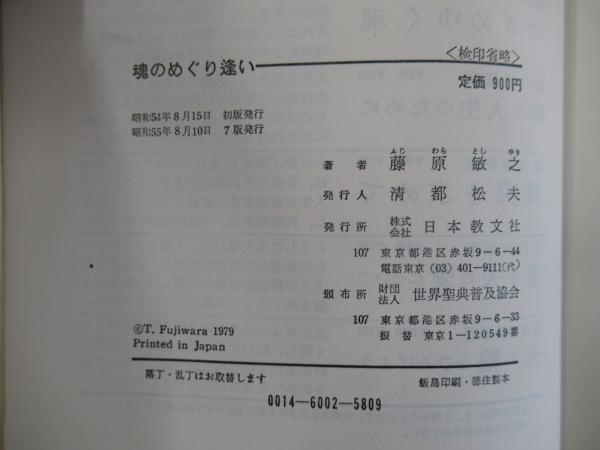 〈検印省略〉
魂のめぐり逢い
定価 900円
昭和54年8月15日 初版発行
昭和55年8月10日 7版発行
ふじ わら とし ゆき
著者 藤原敏之
発行人 清都松夫
発行所 株式会社 日本教文社
107 東京都港区赤坂9-6-44
電話東京 (03) 401-9111(代)
頒布所 財団法人 世界聖典普及協会
107 東京都港区赤坂9-6-33
振替 東京1-120549番
©T. Fujiwara 1979
Printed in Japan
落丁・乱丁はお取替します
飯島印刷・徳住製本
0014-6002-5809